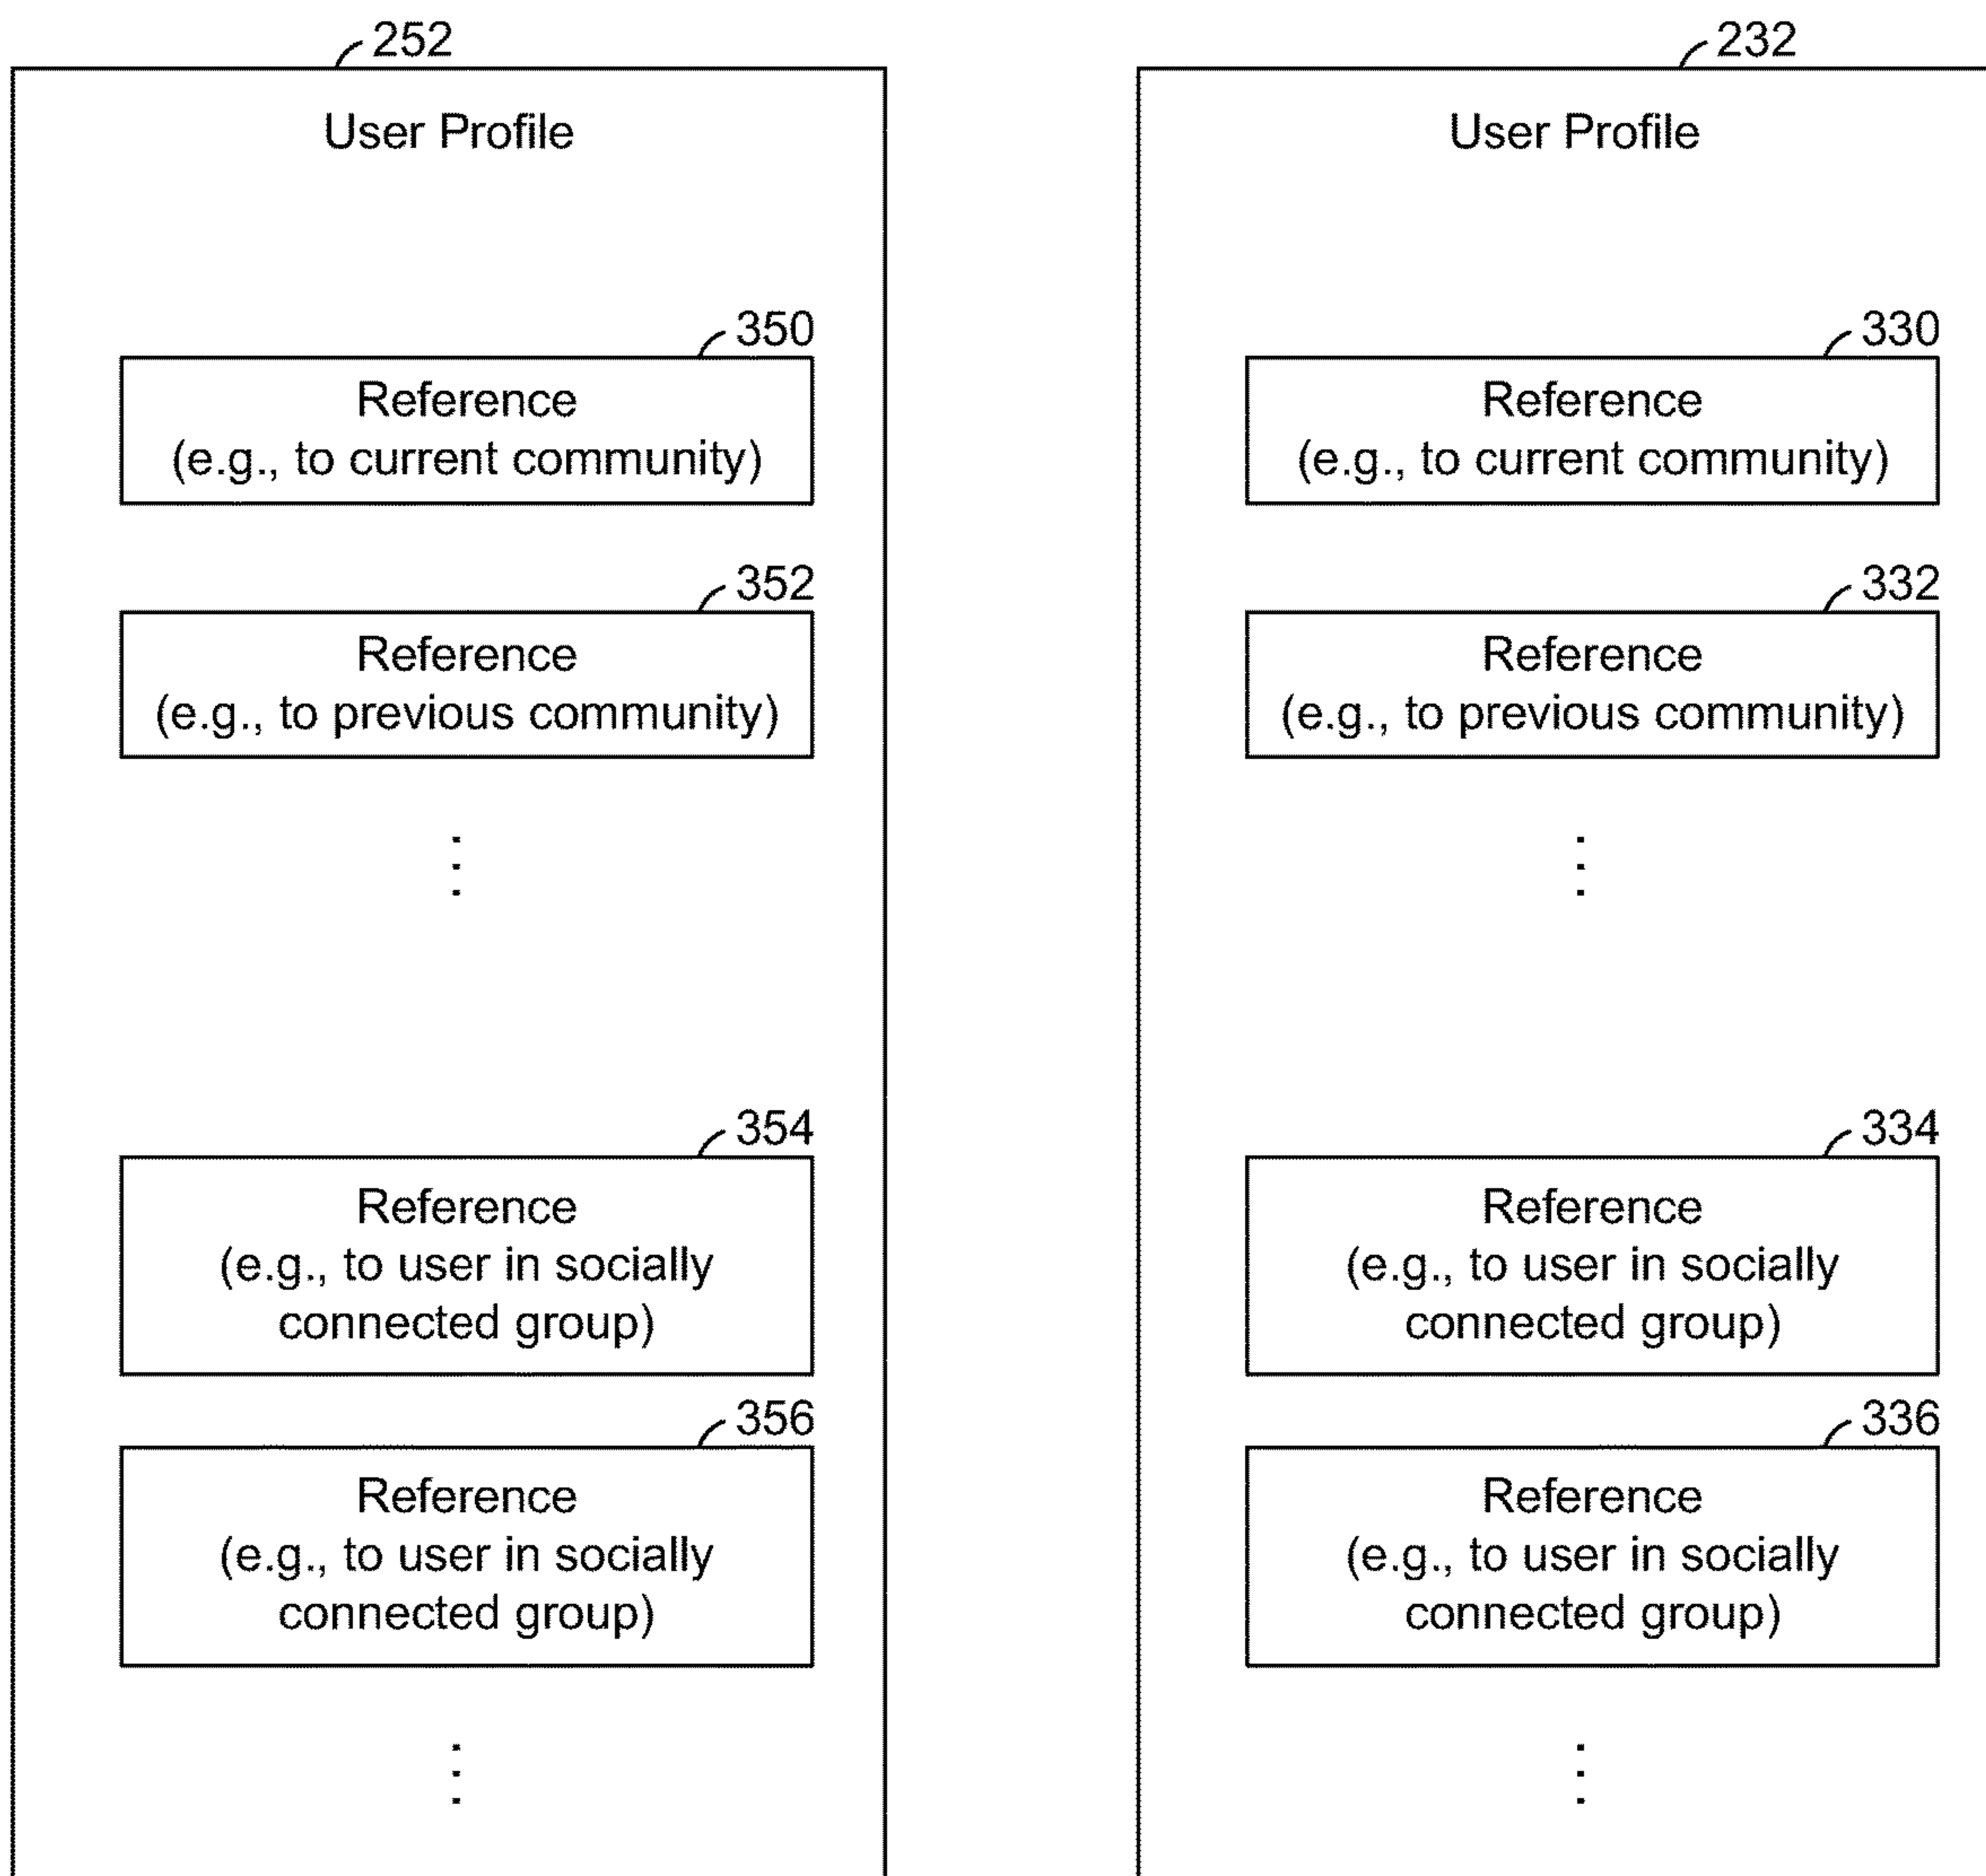 252
User Profile
350
Reference
(e.g., to current community)
352
Reference
(e.g., to previous community)
354
Reference
(e.g., to user in socially
connected group)
356
Reference
(e.g., to user in socially
connected group)
232
User Profile
330
Reference
(e.g., to current community)
332
Reference
(e.g., to previous community)
334
Reference
(e.g., to user in socially
connected group)
336
Reference
(e.g., to user in socially
connected group)